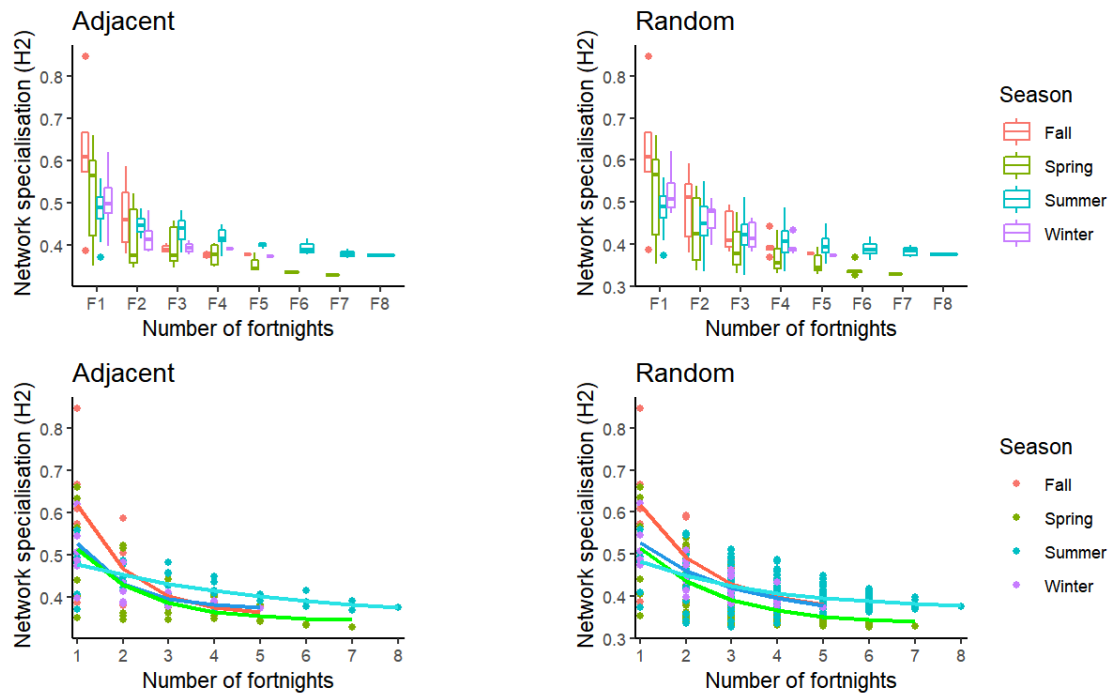 Adjacent
Network specialisation (H2)
0.8
0.7
0.6
0.5
0.4
F1 F2 F3 F4 F5 F6 F7 F8
Number of fortnights
Random
Network specialisation (H2)
0.8
0.7
0.6
0.5
0.4
0.3
F1 F2 F3 F4 F5 F6 F7 F8
Number of fortnights
Season
Fall
Spring
Summer
Winter
Adjacent
Network specialisation (H2)
0.8
0.7
0.6
0.5
0.4
1 2 3 4 5 6 7 8
Number of fortnights
Random
Network specialisation (H2)
0.8
0.7
0.6
0.5
0.4
0.3
1 2 3 4 5 6 7 8
Number of fortnights
Season
Fall
Spring
Summer
Winter